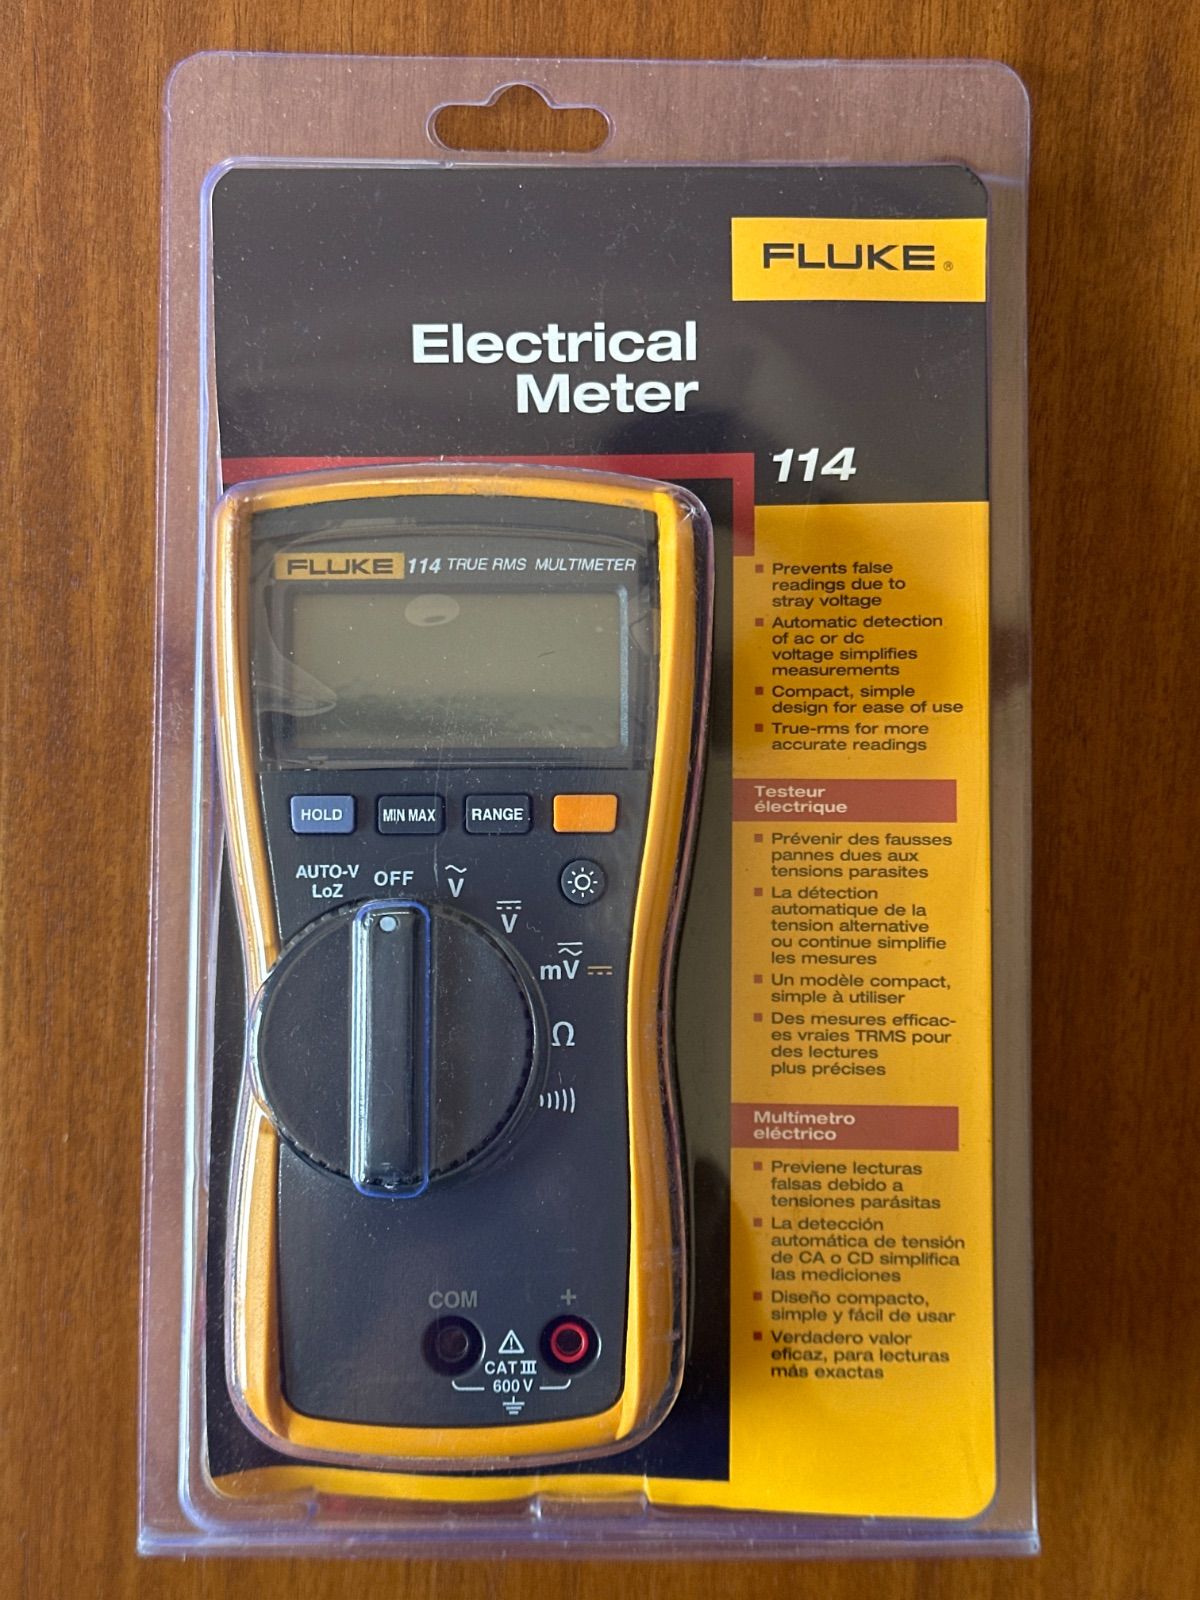 FLUKE®
Electrical
Meter
114
FLUKE 114 TRUE RMS MULTIMETER
HOLD
MIN MAX
RANGE
AUTO-V
LoZ
OFF
V
V
mV
Ω
COM
+
CAT III
600 V
Prevents false
readings due to
stray voltage
Automatic detection
of ac or dc
voltage simplifies
measurements
Compact, simple
design for ease of use
True-rms for more
accurate readings
Testeur
électrique
Prévenir des fausses
pannes dues aux
tensions parasites
La détection
automatique de la
tension alternative
ou continue simplifie
les mesures
Un modèle compact,
simple à utiliser
Des mesures efficac-
es vraies TRMS pour
des lectures
plus précises
Multímetro
eléctrico
Previene lecturas
falsas debido a
tensiones parásitas
La detección
automática de tensión
de CA o CD simplifica
las mediciones
Diseño compacto,
simple y fácil de usar
Verdadero valor
eficaz, para lecturas
más exactas